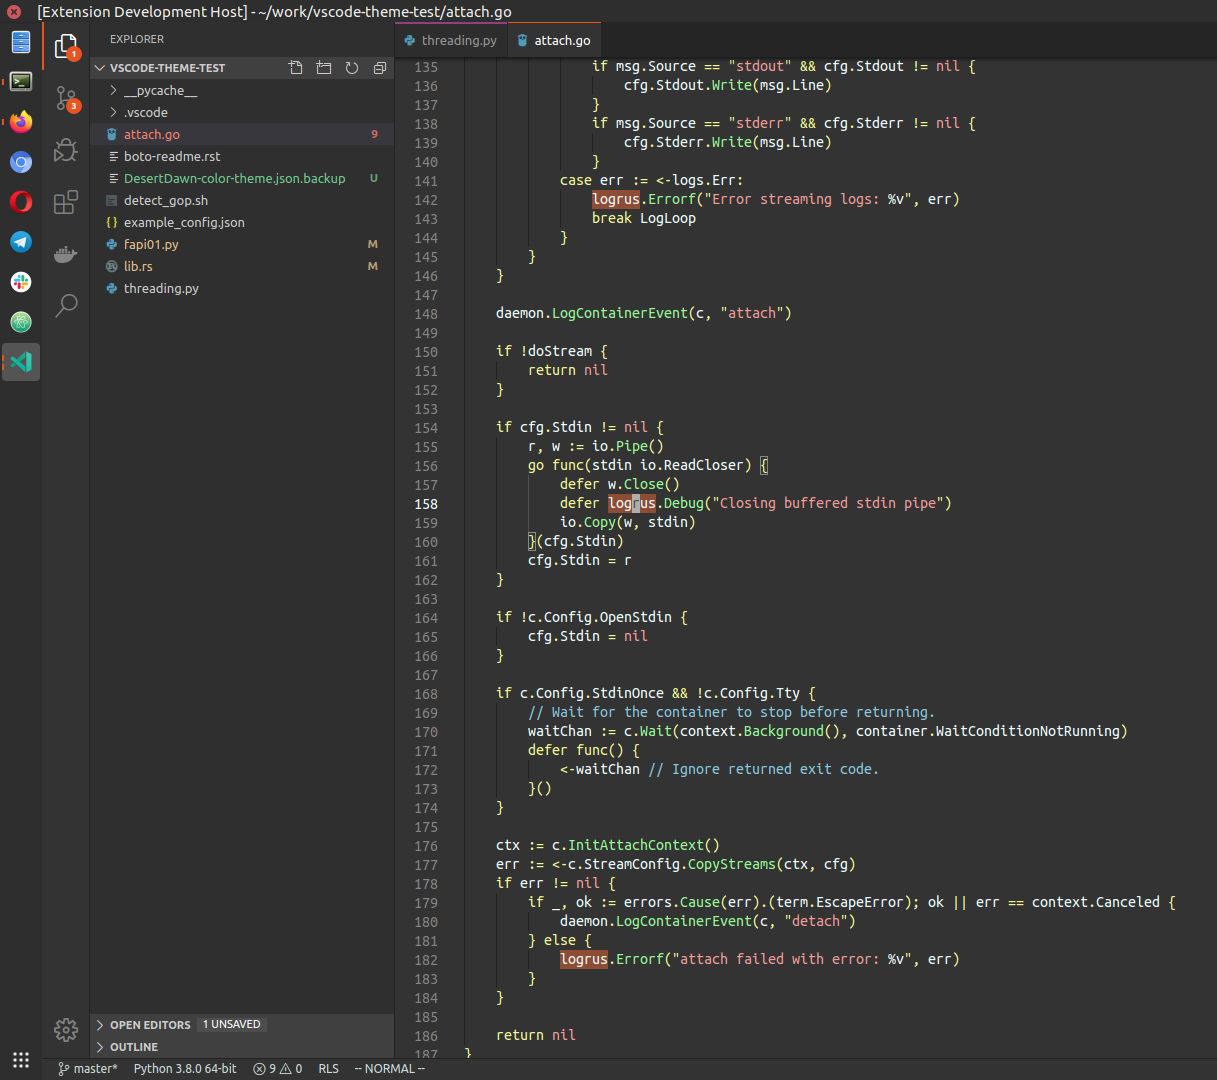 [Extension Development Host] - ~/work/vscode-theme-test/attach.go
1
3
EXPLORER
VSCODE-THEME-TEST
__pycache__
.vscode
attach.go 9
boto-readme.rst
DesertDawn-color-theme.json.backup U
detect_gop.sh
{} example_config.json
fapi01.py M
lib.rs M
threading.py
OPEN EDITORS 1 UNSAVED
OUTLINE
threading.py attach.go
135 if msg.Source == "stdout" && cfg.Stdout != nil {
136 cfg.Stdout.Write(msg.Line)
137 }
138 if msg.Source == "stderr" && cfg.Stderr != nil {
139 cfg.Stderr.Write(msg.Line)
140 }
141 case err := <-logs.Err:
142 logrus.Errorf("Error streaming logs: %v", err)
143 break LogLoop
144 }
145 }
146 }
147
148 daemon.LogContainerEvent(c, "attach")
149
150 if !doStream {
151 return nil
152 }
153
154 if cfg.Stdin != nil {
155 r, w := io.Pipe()
156 go func(stdin io.ReadCloser) {
157 defer w.Close()
158 defer logrus.Debug("Closing buffered stdin pipe")
159 io.Copy(w, stdin)
160 }(cfg.Stdin)
161 cfg.Stdin = r
162 }
163
164 if !c.Config.OpenStdin {
165 cfg.Stdin = nil
166 }
167
168 if c.Config.StdinOnce && !c.Config.Tty {
169 // Wait for the container to stop before returning.
170 waitChan := c.Wait(context.Background(), container.WaitConditionNotRunning)
171 defer func() {
172 <-waitChan // Ignore returned exit code.
173 }()
174 }
175
176 ctx := c.InitAttachContext()
177 err := <-c.StreamConfig.CopyStreams(ctx, cfg)
178 if err != nil {
179 if _, ok := errors.Cause(err).(term.EscapeError); ok || err == context.Canceled {
180 daemon.LogContainerEvent(c, "detach")
181 } else {
182 logrus.Errorf("attach failed with error: %v", err)
183 }
184 }
185
186 return nil
187 }
master* Python 3.8.0 64-bit 9 0 RLS -- NORMAL --